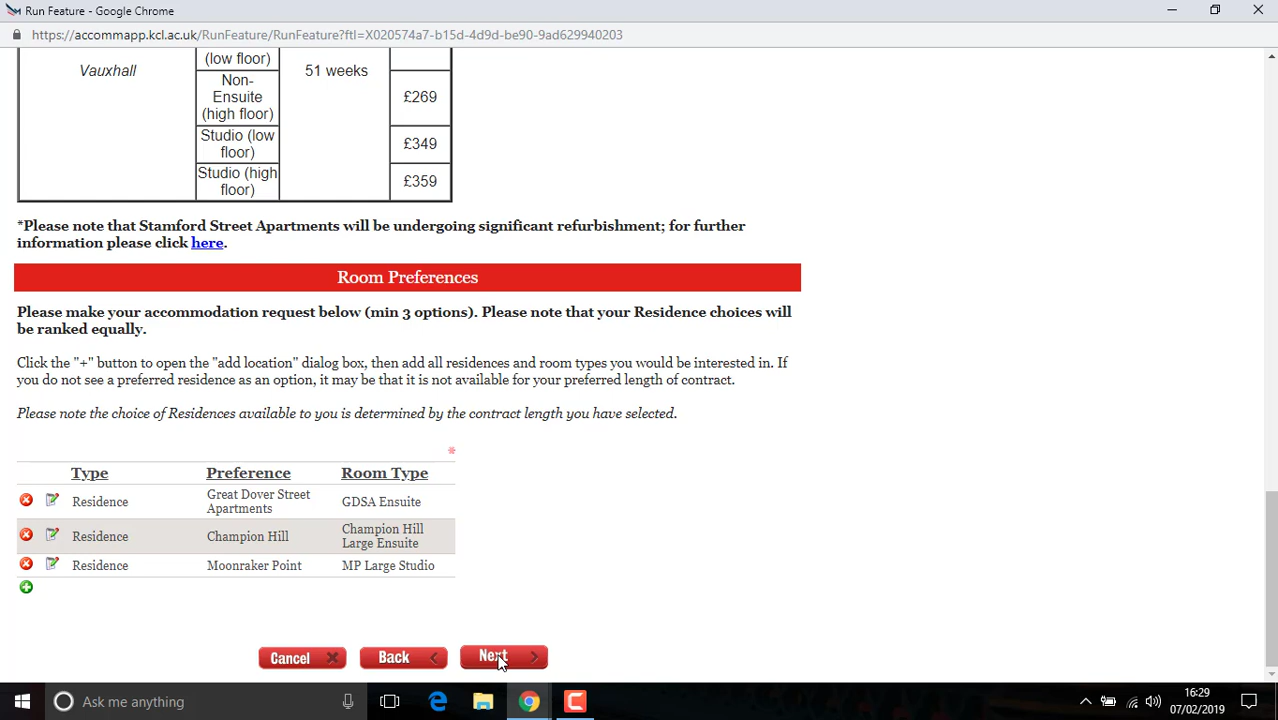 Run Feature - Google Chrome
https://accommapp.kcl.ac.uk/RunFeature/RunFeature?ftl=X020574a7-b15d-4d9d-be90-9ad629940203
(low floor)
Vauxhall
51 weeks
Non-
Ensuite
(high floor)
£269
Studio (low
floor)
£349
Studio (high
floor)
£359
*Please note that Stamford Street Apartments will be undergoing significant refurbishment; for further
information please click here.
Room Preferences
Please make your accommodation request below (min 3 options). Please note that your Residence choices will
be ranked equally.
Click the "+" button to open the "add location" dialog box, then add all residences and room types you would be interested in. If
you do not see a preferred residence as an option, it may be that it is not available for your preferred length of contract.
Please note the choice of Residences available to you is determined by the contract length you have selected.
*
Type Preference Room Type
Residence
Great Dover Street
Apartments
GDSA Ensuite
Residence
Champion Hill
Champion Hill
Large Ensuite
Residence Moonraker Point MP Large Studio
Cancel Back Next
Ask me anything
16:29
07/02/2019